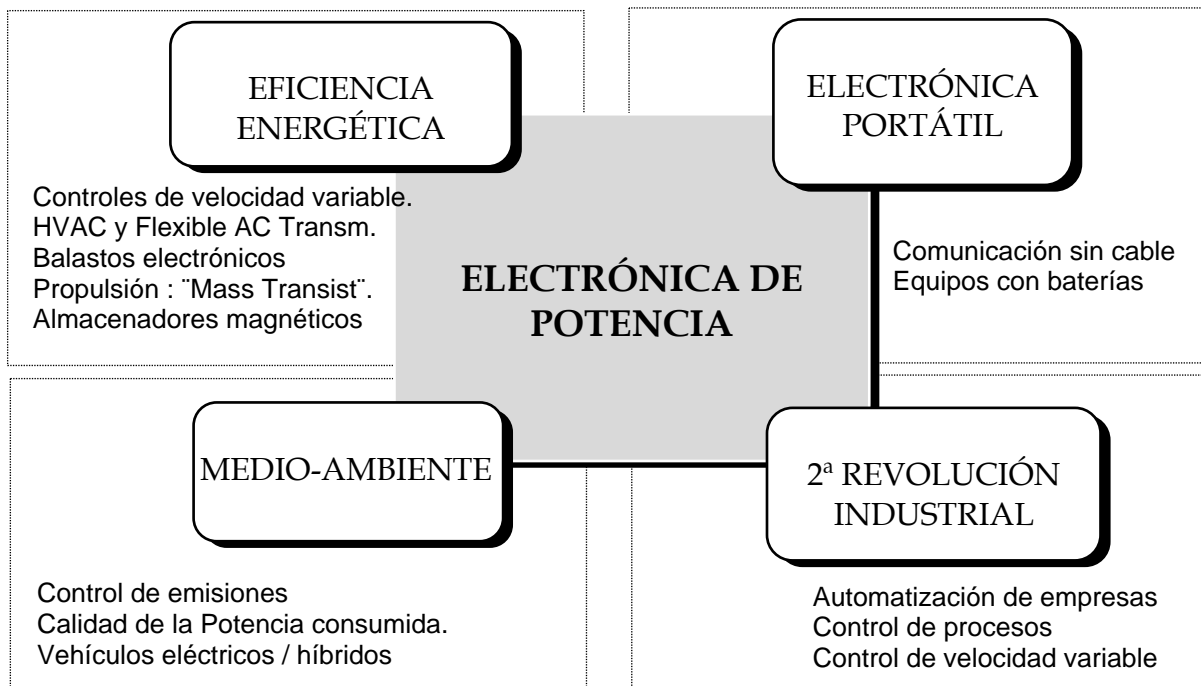 EFICIENCIA
ENERGÉTICA
Controles de velocidad variable.
HVAC y Flexible AC Transm.
Balastos electrónicos
Propulsión : ¨Mass Transist¨.
Almacenadores magnéticos
ELECTRÓNICA
PORTÁTIL
Comunicación sin cable
Equipos con baterías
ELECTRÓNICA DE
POTENCIA
MEDIO-AMBIENTE
Control de emisiones
Calidad de la Potencia consumida.
Vehículos eléctricos / híbridos
2ª REVOLUCIÓN
INDUSTRIAL
Automatización de empresas
Control de procesos
Control de velocidad variable